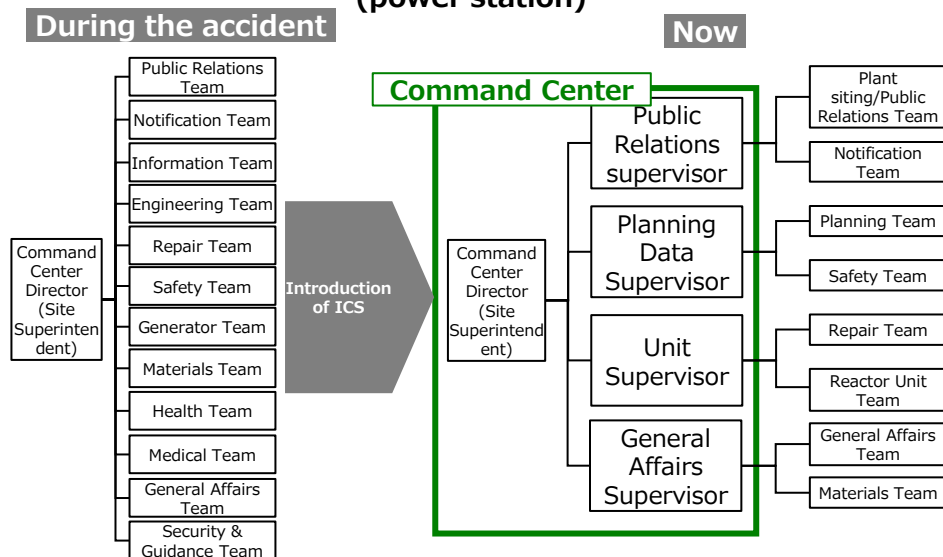 (power station)
During the accident
Now
Public Relations
Team
Notification Team
Information Team
Engineering Team
Repair Team
Safety Team
Generator Team
Materials Team
Health Team
Medical Team
General Affairs
Team
Security &
Guidance Team
Command
Center
Director
(Site
Superinten
dent)
Introduction
of ICS
Command Center
Command
Center
Director
(Site
Superintend
ent)
Public
Relations
supervisor
Planning
Data
Supervisor
Unit
Supervisor
General
Affairs
Supervisor
Plant
siting/Public
Relations Team
Notification
Team
Planning Team
Safety Team
Repair Team
Reactor Unit
Team
General Affairs
Team
Materials Team